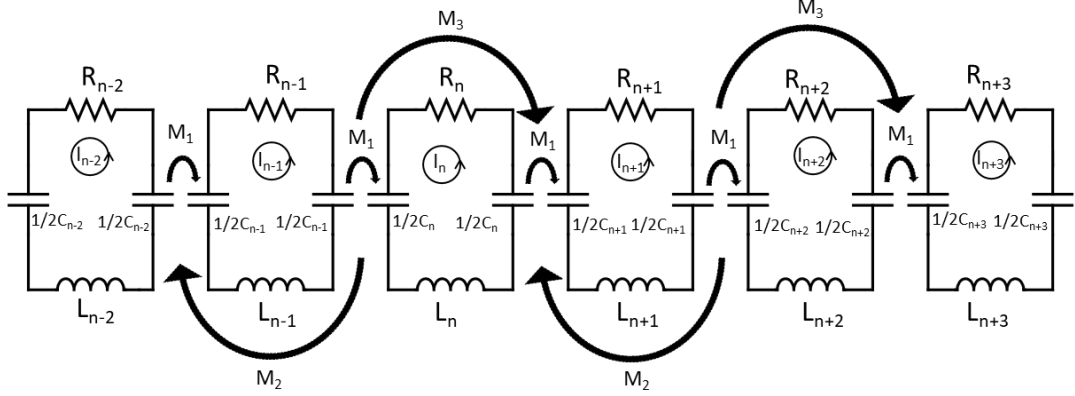 M₃ M₃
Rₙ₋₂ Rₙ₋₁ Rₙ Rₙ₊₁ Rₙ₊₂ Rₙ₊₃
M₁ M₁ M₁ M₁ M₁
Iₙ₋₂ Iₙ₋₁ Iₙ Iₙ₊₁ Iₙ₊₂ Iₙ₊₃
1/2Cₙ₋₂ 1/2Cₙ₋₂ 1/2Cₙ₋₁ 1/2Cₙ₋₁ 1/2Cₙ 1/2Cₙ 1/2Cₙ₊₁ 1/2Cₙ₊₁ 1/2Cₙ₊₂ 1/2Cₙ₊₂ 1/2Cₙ₊₃ 1/2Cₙ₊₃
Lₙ₋₂ Lₙ₋₁ Lₙ Lₙ₊₁ Lₙ₊₂ Lₙ₊₃
M₂ M₂